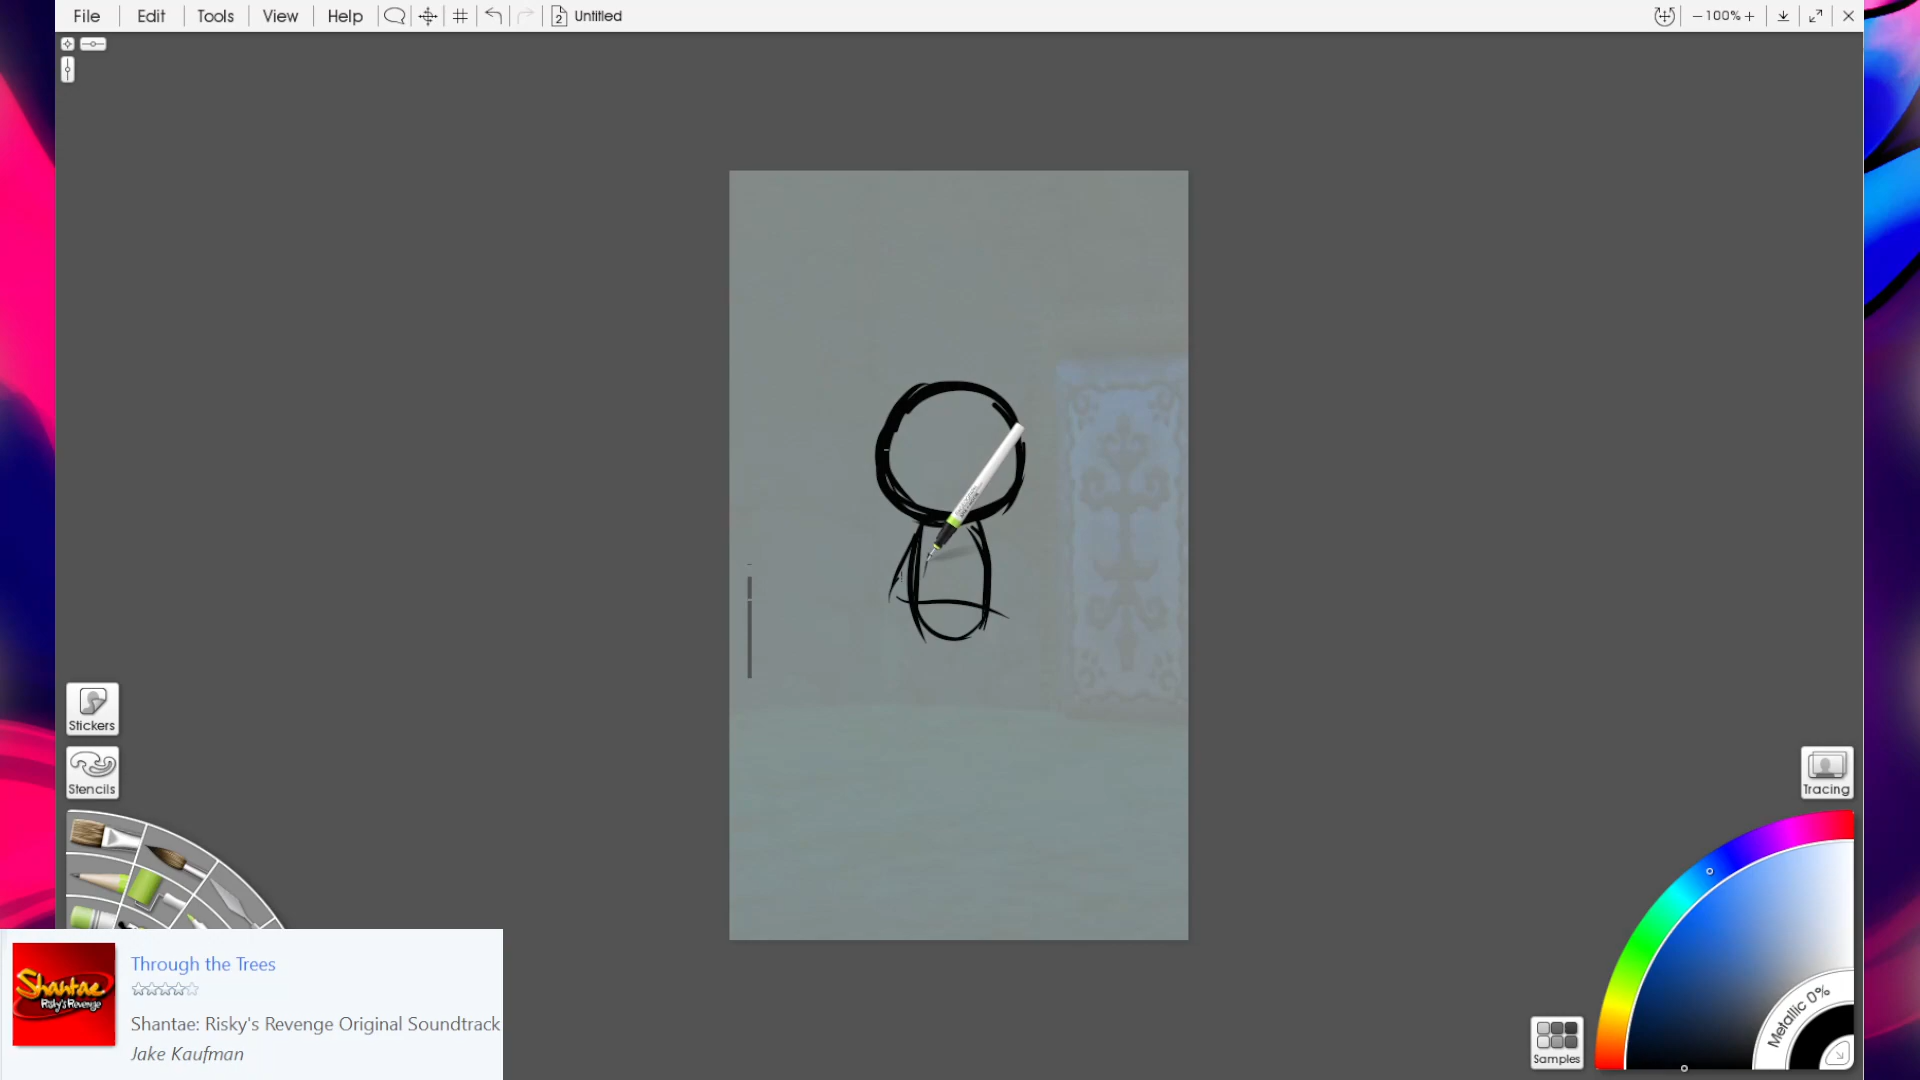 File Edit Tools View Help 2 Untitled 100%
Stickers
Stencils
Tracing
Metallic 0%
Samples
Shantae
Risky's Revenge
Through the Trees
Shantae: Risky's Revenge Original Soundtrack
Jake Kaufman